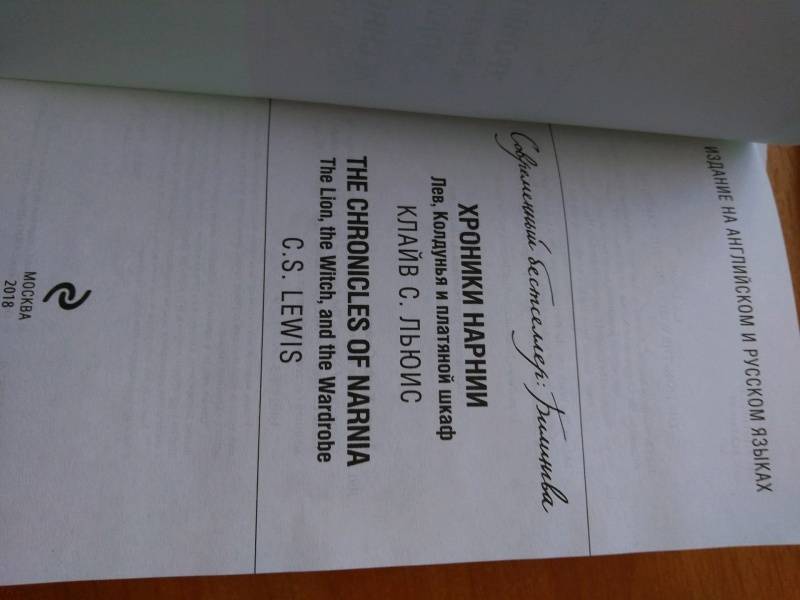 ИЗДАНИЕ НА АНГЛИЙСКОМ И РУССКОМ ЯЗЫКАХ
Современный бестселлер: Билингва
ХРОНИКИ НАРНИИ
Лев, Колдунья и платяной шкаф
КЛАЙВ С. ЛЬЮИС
THE CHRONICLES OF NARNIA
The Lion, the Witch, and the Wardrobe
C.S. LEWIS
МОСКВА
2018